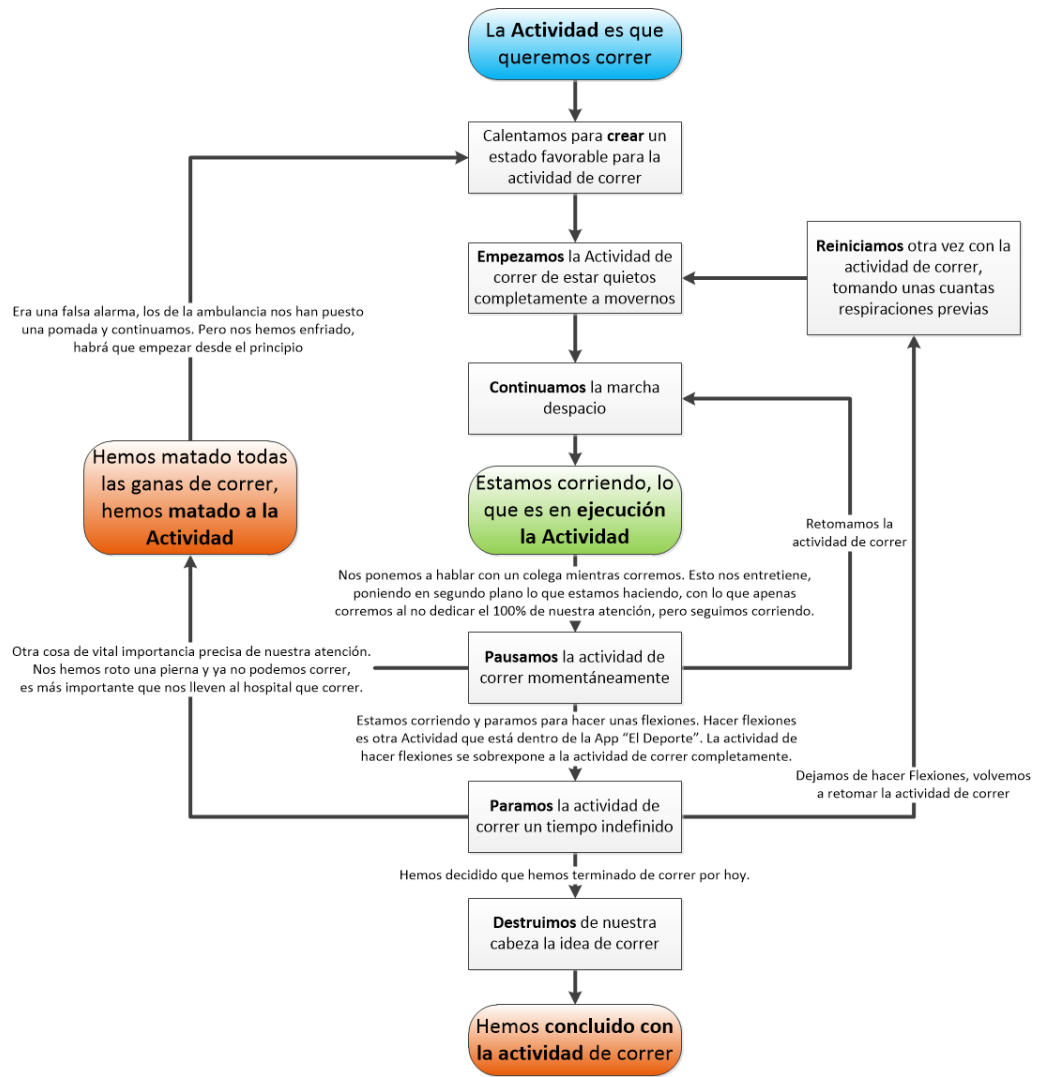 La Actividad es que
queremos correr
Calentamos para crear un
estado favorable para la
actividad de correr
Empezamos la Actividad de
correr de estar quietos
completamente a movernos
Reiniciamos otra vez con la
actividad de correr,
tomando unas cuantas
respiraciones previas
Era una falsa alarma, los de la ambulancia nos han puesto
una pomada y continuamos. Pero nos hemos enfriado,
habrá que empezar desde el principio
Continuamos la marcha
despacio
Hemos matado todas
las ganas de correr,
hemos matado a la
Actividad
Estamos corriendo, lo
que es en ejecución
la Actividad
Retomamos la
actividad de correr
Nos ponemos a hablar con un colega mientras corremos. Esto nos entretiene,
poniendo en segundo plano lo que estamos haciendo, con lo que apenas
corremos al no dedicar el 100% de nuestra atención, pero seguimos corriendo.
Otra cosa de vital importancia precisa de nuestra atención.
Nos hemos roto una pierna y ya no podemos correr,
es más importante que nos lleven al hospital que correr.
Pausamos la actividad de
correr momentáneamente
Estamos corriendo y paramos para hacer unas flexiones. Hacer flexiones
es otra Actividad que está dentro de la App “El Deporte”. La actividad de
hacer flexiones se sobrexpone a la actividad de correr completamente.
Dejamos de hacer Flexiones, volvemos
a retomar la actividad de correr
Paramos la actividad de
correr un tiempo indefinido
Hemos decidido que hemos terminado de correr por hoy.
Destruimos de nuestra
cabeza la idea de correr
Hemos concluido con
la actividad de correr